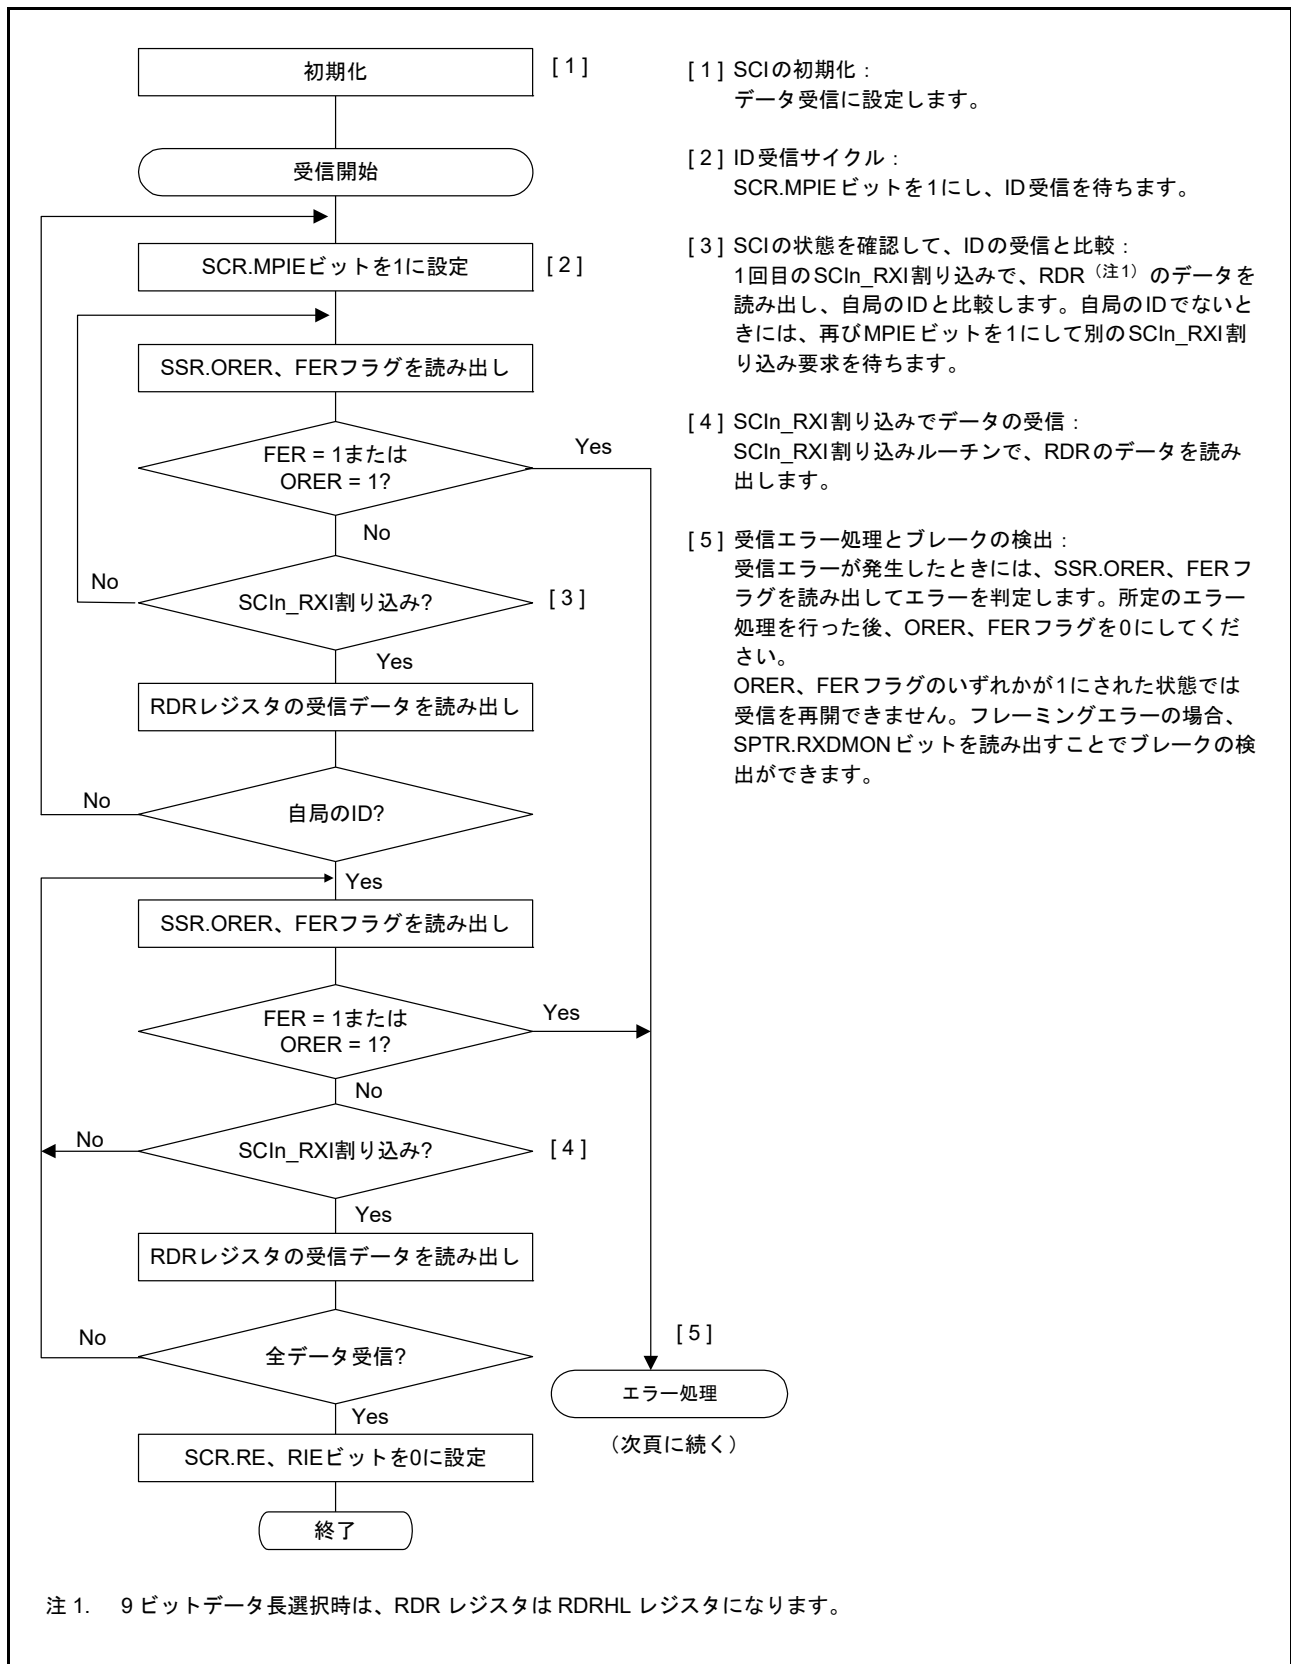 初期化
[ 1 ]
受信開始
SCR.MPIEビットを1に設定
[ 2 ]
SSR.ORER、FERフラグを読み出し
FER = 1または
ORER = 1?
Yes
No
SCIn_RXI割り込み?
No
[ 3 ]
Yes
RDRレジスタの受信データを読み出し
自局のID?
No
Yes
SSR.ORER、FERフラグを読み出し
FER = 1または
ORER = 1?
Yes
No
SCIn_RXI割り込み?
No
[ 4 ]
Yes
RDRレジスタの受信データを読み出し
全データ受信?
No
Yes
SCR.RE、RIEビットを0に設定
終了
[ 5 ]
エラー処理
（次頁に続く）
[ 1 ] SCIの初期化：
データ受信に設定します。
[ 2 ] ID受信サイクル：
SCR.MPIEビットを1にし、ID受信を待ちます。
[ 3 ] SCIの状態を確認して、IDの受信と比較：
1回目のSCIn_RXI割り込みで、RDR（注1）のデータを
読み出し、自局のIDと比較します。自局のIDでないと
きには、再びMPIEビットを1にして別のSCIn_RXI割
り込み要求を待ちます。
[ 4 ] SCIn_RXI割り込みでデータの受信：
SCIn_RXI割り込みルーチンで、RDRのデータを読み
出します。
[ 5 ] 受信エラー処理とブレークの検出：
受信エラーが発生したときには、SSR.ORER、FERフ
ラグを読み出してエラーを判定します。所定のエラー
処理を行った後、ORER、FERフラグを0にしてくだ
さい。
ORER、FERフラグのいずれかが1にされた状態では
受信を再開できません。フレーミングエラーの場合、
SPTR.RXDMONビットを読み出すことでブレークの検
出ができます。
注 1. 9 ビットデータ長選択時は、RDR レジスタは RDRHL レジスタになります。